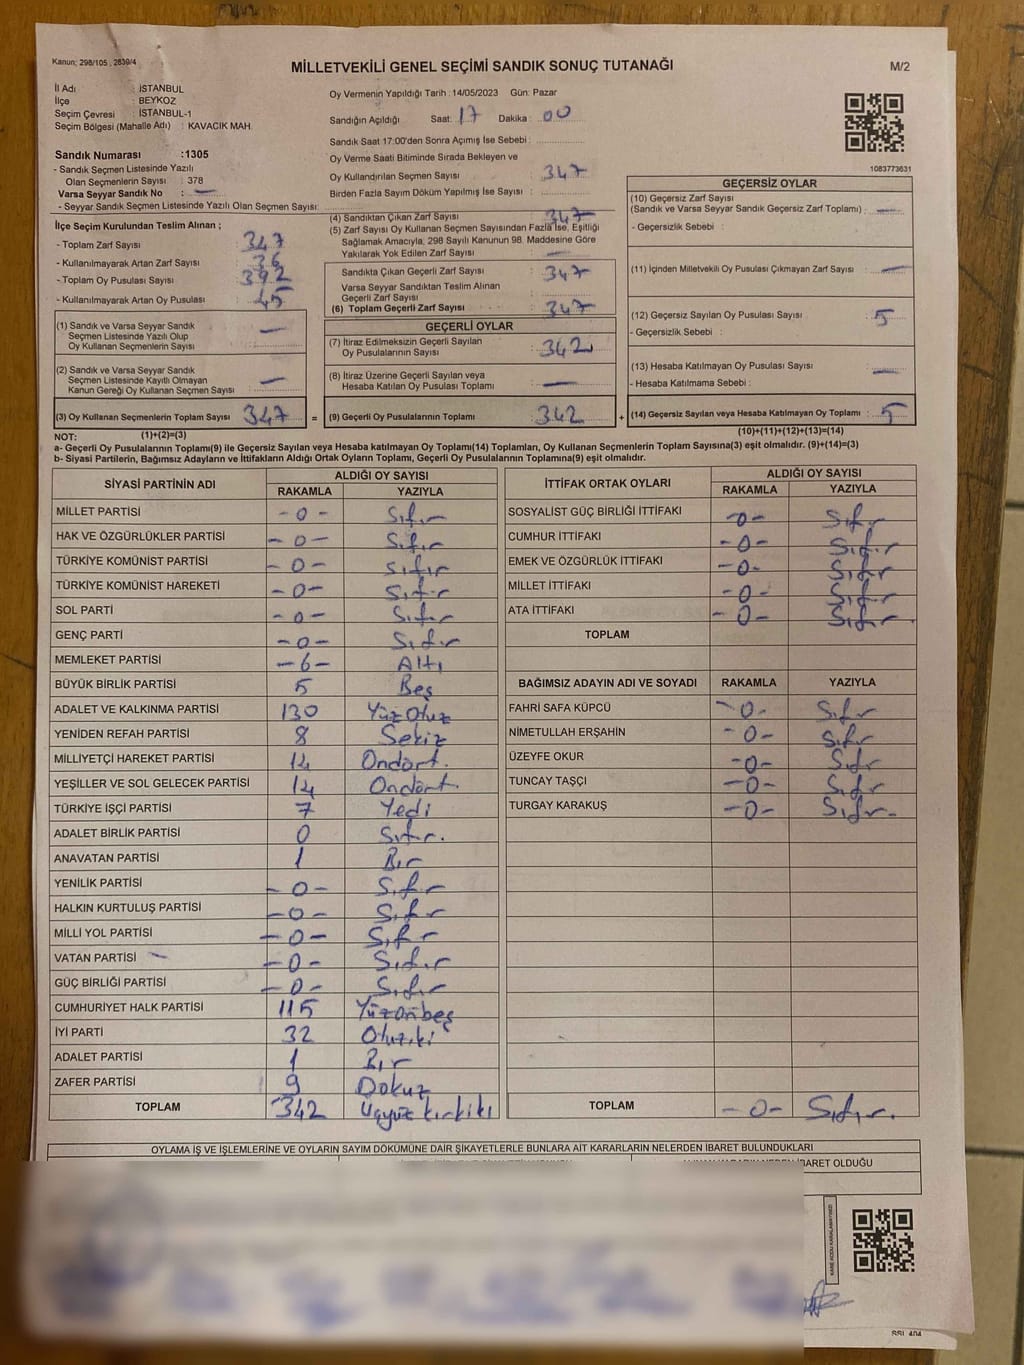 Kanun; 298/105 , 2839/4
MİLLETVEKİLİ GENEL SEÇİMİ SANDIK SONUÇ TUTANAĞI
M/2
İl Adı : İSTANBUL
İlçe : BEYKOZ
Seçim Çevresi : İSTANBUL-1
Seçim Bölgesi (Mahalle Adı) : KAVACIK MAH.
Sandık Numarası :1305
- Sandık Seçmen Listesinde Yazılı
Olan Seçmenlerin Sayısı : 378
Varsa Seyyar Sandık No : —
- Seyyar Sandık Seçmen Listesinde Yazılı Olan Seçmen Sayısı:
Oy Vermenin Yapıldığı Tarih : 14/05/2023 Gün: Pazar
Sandığın Açıldığı Saat: 17 Dakika : 00
Sandık Saat 17:00'den Sonra Açımış İse Sebebi :
Oy Verme Saati Bitiminde Sırada Bekleyen ve
Oy Kullandırılan Seçmen Sayısı : 347
Birden Fazla Sayım Döküm Yapılmış İse Sayısı :
1083773631
İlçe Seçim Kurulundan Teslim Alınan ;
- Toplam Zarf Sayısı : 347
- Kullanılmayarak Artan Zarf Sayısı : 36
- Toplam Oy Pusulası Sayısı : 392
- Kullanılmayarak Artan Oy Pusulası : 45
(1) Sandık ve Varsa Seyyar Sandık
Seçmen Listesinde Yazılı Olup
Oy Kullanan Seçmenlerin Sayısı : —
(2) Sandık ve Varsa Seyyar Sandık
Seçmen Listesinde Kayıtlı Olmayan
Kanun Gereği Oy Kullanan Seçmen Sayısı : —
(3) Oy Kullanan Seçmenlerin Toplam Sayısı : 347 =
(1)+(2)=(3)
(4) Sandıktan Çıkan Zarf Sayısı : 347
(5) Zarf Sayısı Oy Kullanan Seçmen Sayısından Fazla İse, Eşitliği
Sağlamak Amacıyla, 298 Sayılı Kanunun 98. Maddesine Göre
Yakılarak Yok Edilen Zarf Sayısı : —
Sandıkta Çıkan Geçerli Zarf Sayısı : 347
Varsa Seyyar Sandıktan Teslim Alınan
Geçerli Zarf Sayısı :
(6) Toplam Geçerli Zarf Sayısı : 347
GEÇERLİ OYLAR
(7) İtiraz Edilmeksizin Geçerli Sayılan
Oy Pusulalarının Sayısı : 342
(8) İtiraz Üzerine Geçerli Sayılan veya
Hesaba Katılan Oy Pusulası Toplamı : —
(9) Geçerli Oy Pusulalarının Toplamı : 342 +
GEÇERSİZ OYLAR
(10) Geçersiz Zarf Sayısı
(Sandık ve Varsa Seyyar Sandık Geçersiz Zarf Toplamı) : —
- Geçersizlik Sebebi :
(11) İçinden Milletvekili Oy Pusulası Çıkmayan Zarf Sayısı : —
(12) Geçersiz Sayılan Oy Pusulası Sayısı : 5
- Geçersizlik Sebebi :
(13) Hesaba Katılmayan Oy Pusulası Sayısı : —
- Hesaba Katılmama Sebebi :
(14) Geçersiz Sayılan veya Hesaba Katılmayan Oy Toplamı : 5
(10)+(11)+(12)+(13)=(14)
NOT:
a- Geçerli Oy Pusulalarının Toplamı(9) ile Geçersiz Sayılan veya Hesaba katılmayan Oy Toplamı(14) Toplamları, Oy Kullanan Seçmenlerin Toplam Sayısına(3) eşit olmalıdır. (9)+(14)=(3)
b- Siyasi Partilerin, Bağımsız Adayların ve İttifakların Aldığı Ortak Oyların Toplamı, Geçerli Oy Pusulalarının Toplamına(9) eşit olmalıdır.
SİYASİ PARTİNİN ADI ALDIĞI OY SAYISI
RAKAMLA YAZIYLA
MİLLET PARTİSİ -0- Sıfır
HAK VE ÖZGÜRLÜKLER PARTİSİ -0- Sıfır
TÜRKİYE KOMÜNİST PARTİSİ -0- Sıfır
TÜRKİYE KOMÜNİST HAREKETİ -0- Sıfır
SOL PARTİ -0- Sıfır
GENÇ PARTİ -0- Sıfır
MEMLEKET PARTİSİ -6- Altı
BÜYÜK BİRLİK PARTİSİ 5 Beş
ADALET VE KALKINMA PARTİSİ 130 Yüz Otuz
YENİDEN REFAH PARTİSİ 8 Sekiz
MİLLİYETÇİ HAREKET PARTİSİ 14 Ondört.
YEŞİLLER VE SOL GELECEK PARTİSİ 14 Ondört.
TÜRKİYE İŞÇİ PARTİSİ 7 Yedi
ADALET BİRLİK PARTİSİ 0 Sıfır.
ANAVATAN PARTİSİ 1 Bir
YENİLİK PARTİSİ -0- Sıfır
HALKIN KURTULUŞ PARTİSİ -0- Sıfır
MİLLİ YOL PARTİSİ -0- Sıfır
VATAN PARTİSİ -0- Sıfır
GÜÇ BİRLİĞİ PARTİSİ -0- Sıfır
CUMHURİYET HALK PARTİSİ 115 Yüzonbeş
İYİ PARTİ 32 Otuziki
ADALET PARTİSİ 1 Bir
ZAFER PARTİSİ 9 Dokuz
TOPLAM 342 Üçyüz kırkiki
İTTİFAK ORTAK OYLARI ALDIĞI OY SAYISI
RAKAMLA YAZIYLA
SOSYALİST GÜÇ BİRLİĞİ İTTİFAKI -0- Sıfır
CUMHUR İTTİFAKI -0- Sıfır
EMEK VE ÖZGÜRLÜK İTTİFAKI -0- Sıfır
MİLLET İTTİFAKI -0- Sıfır
ATA İTTİFAKI -0- Sıfır.
TOPLAM
BAĞIMSIZ ADAYIN ADI VE SOYADI RAKAMLA YAZIYLA
FAHRİ SAFA KÜPCÜ -0- Sıfır
NİMETULLAH ERŞAHİN -0- Sıfır
ÜZEYFE OKUR -0- Sıfır
TUNCAY TAŞÇI -0- Sıfır
TURGAY KARAKUŞ -0- Sıfır.
TOPLAM -0- Sıfır.
OYLAMA İŞ VE İŞLEMLERİNE VE OYLARIN SAYIM DÖKÜMÜNE DAİR ŞİKAYETLERLE BUNLARA AİT KARARLARIN NELERDEN İBARET BULUNDUKLARI
İBARET OLDUĞU
SSL 404